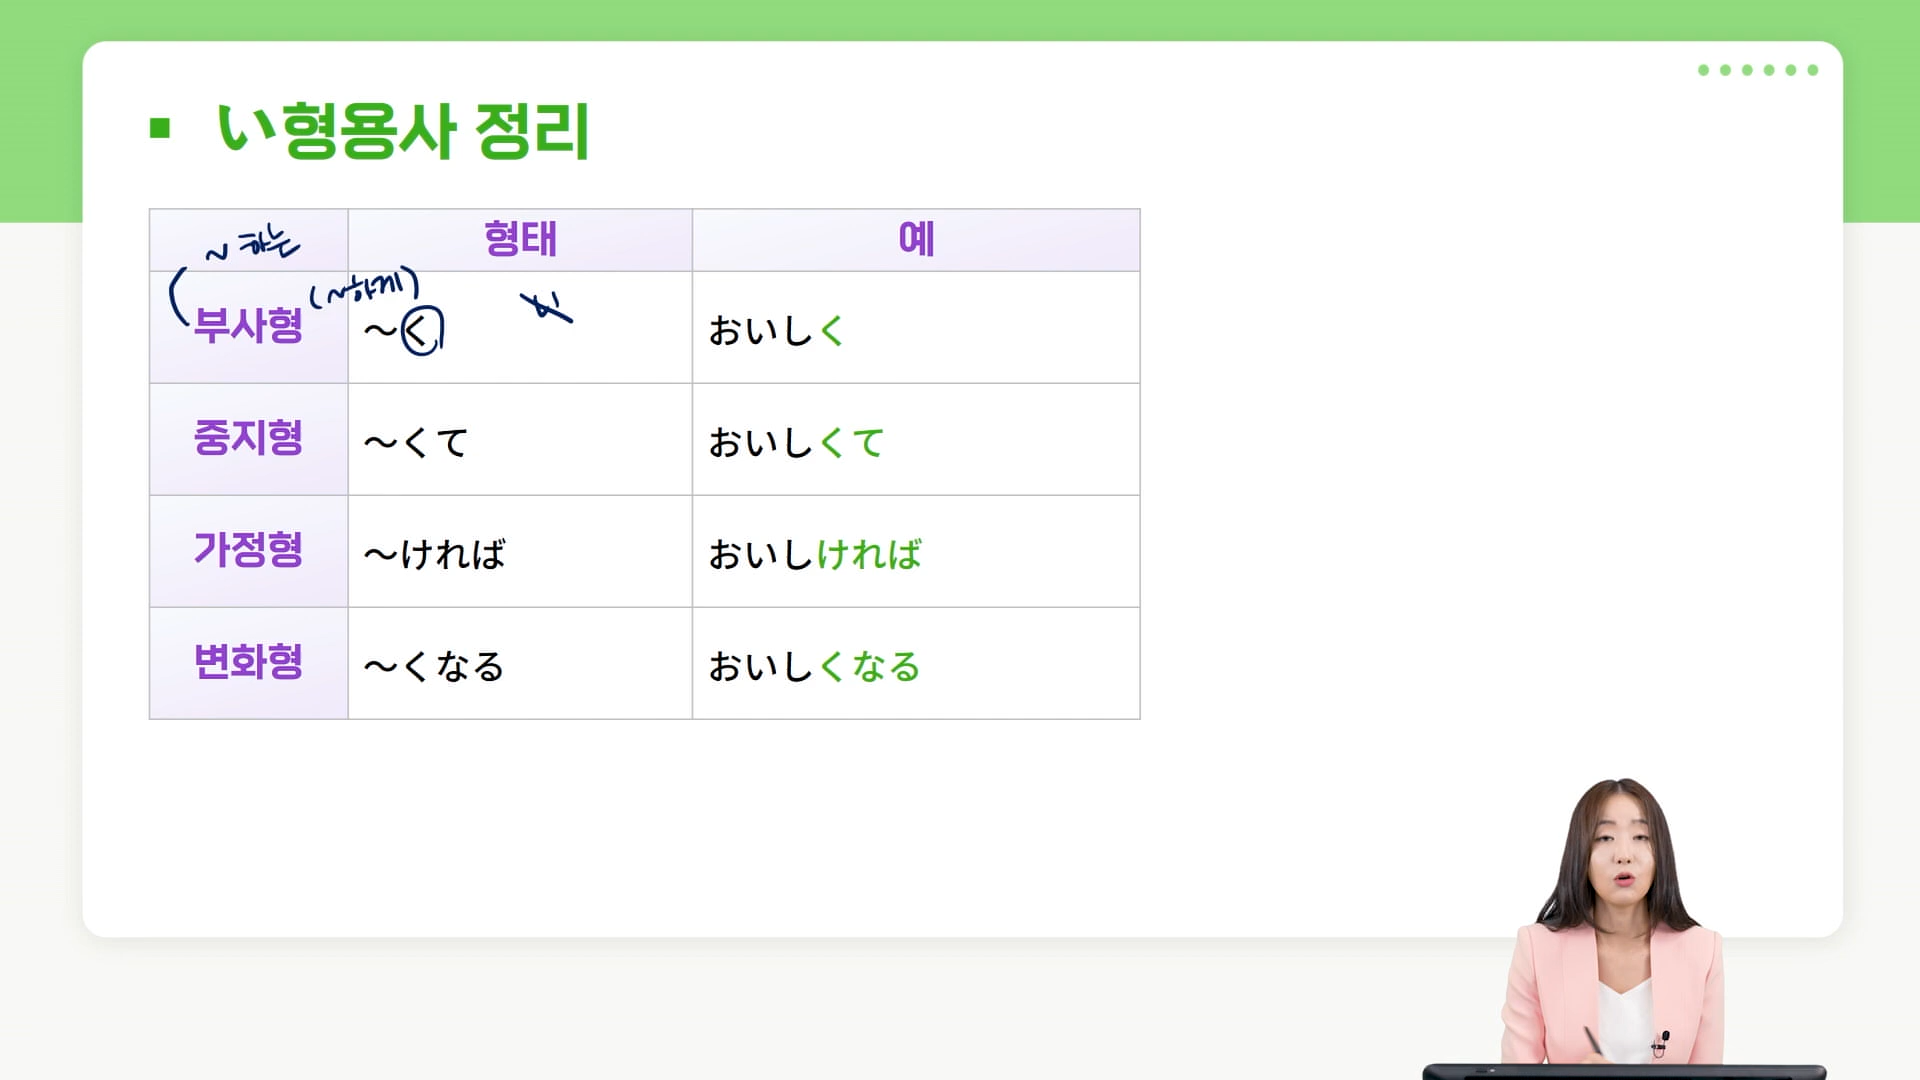 ▪ い형용사 정리
~하는
형태
예
부사형
(~하게)
～く
い
おいしく
중지형
～くて
おいしくて
가정형
～ければ
おいしければ
변화형
～くなる
おいしくなる